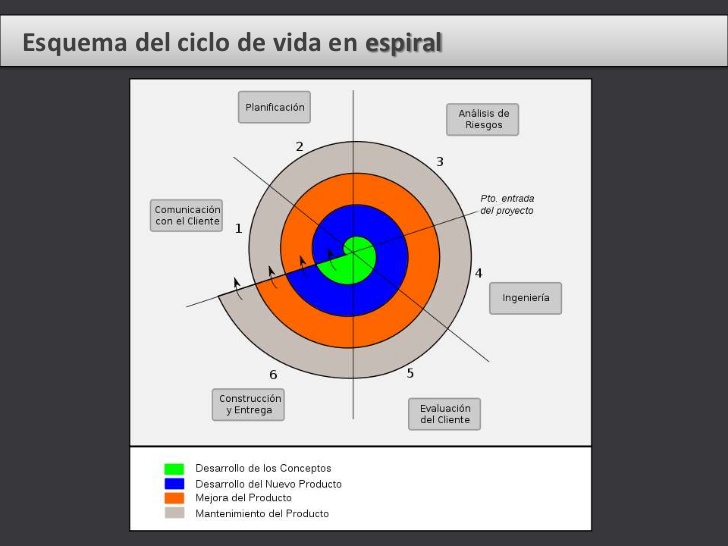 Esquema del ciclo de vida en espiral
Planificación
Análisis de
Riesgos
2
3
Pto. entrada
del proyecto
Comunicación
con el Cliente
1
4
Ingeniería
6
5
Construcción
y Entrega
Evaluación
del Cliente
Desarrollo de los Conceptos
Desarrollo del Nuevo Producto
Mejora del Producto
Mantenimiento del Producto